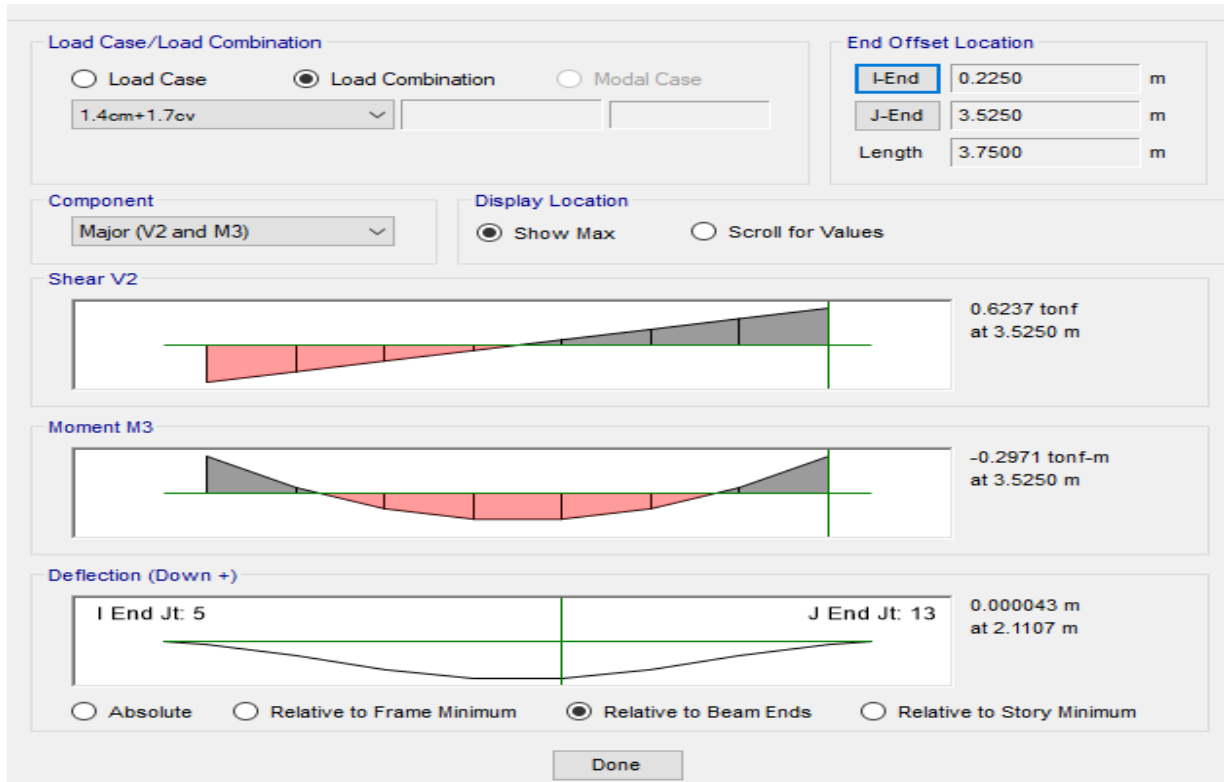 Load Case/Load Combination
Load Case Load Combination Modal Case
1.4cm+1.7cv
End Offset Location
I-End 0.2250 m
J-End 3.5250 m
Length 3.7500 m
Component
Major (V2 and M3)
Display Location
Show Max Scroll for Values
Shear V2
0.6237 tonf
at 3.5250 m
Moment M3
-0.2971 tonf-m
at 3.5250 m
Deflection (Down +)
I End Jt: 5 J End Jt: 13
0.000043 m
at 2.1107 m
Absolute Relative to Frame Minimum Relative to Beam Ends Relative to Story Minimum
Done